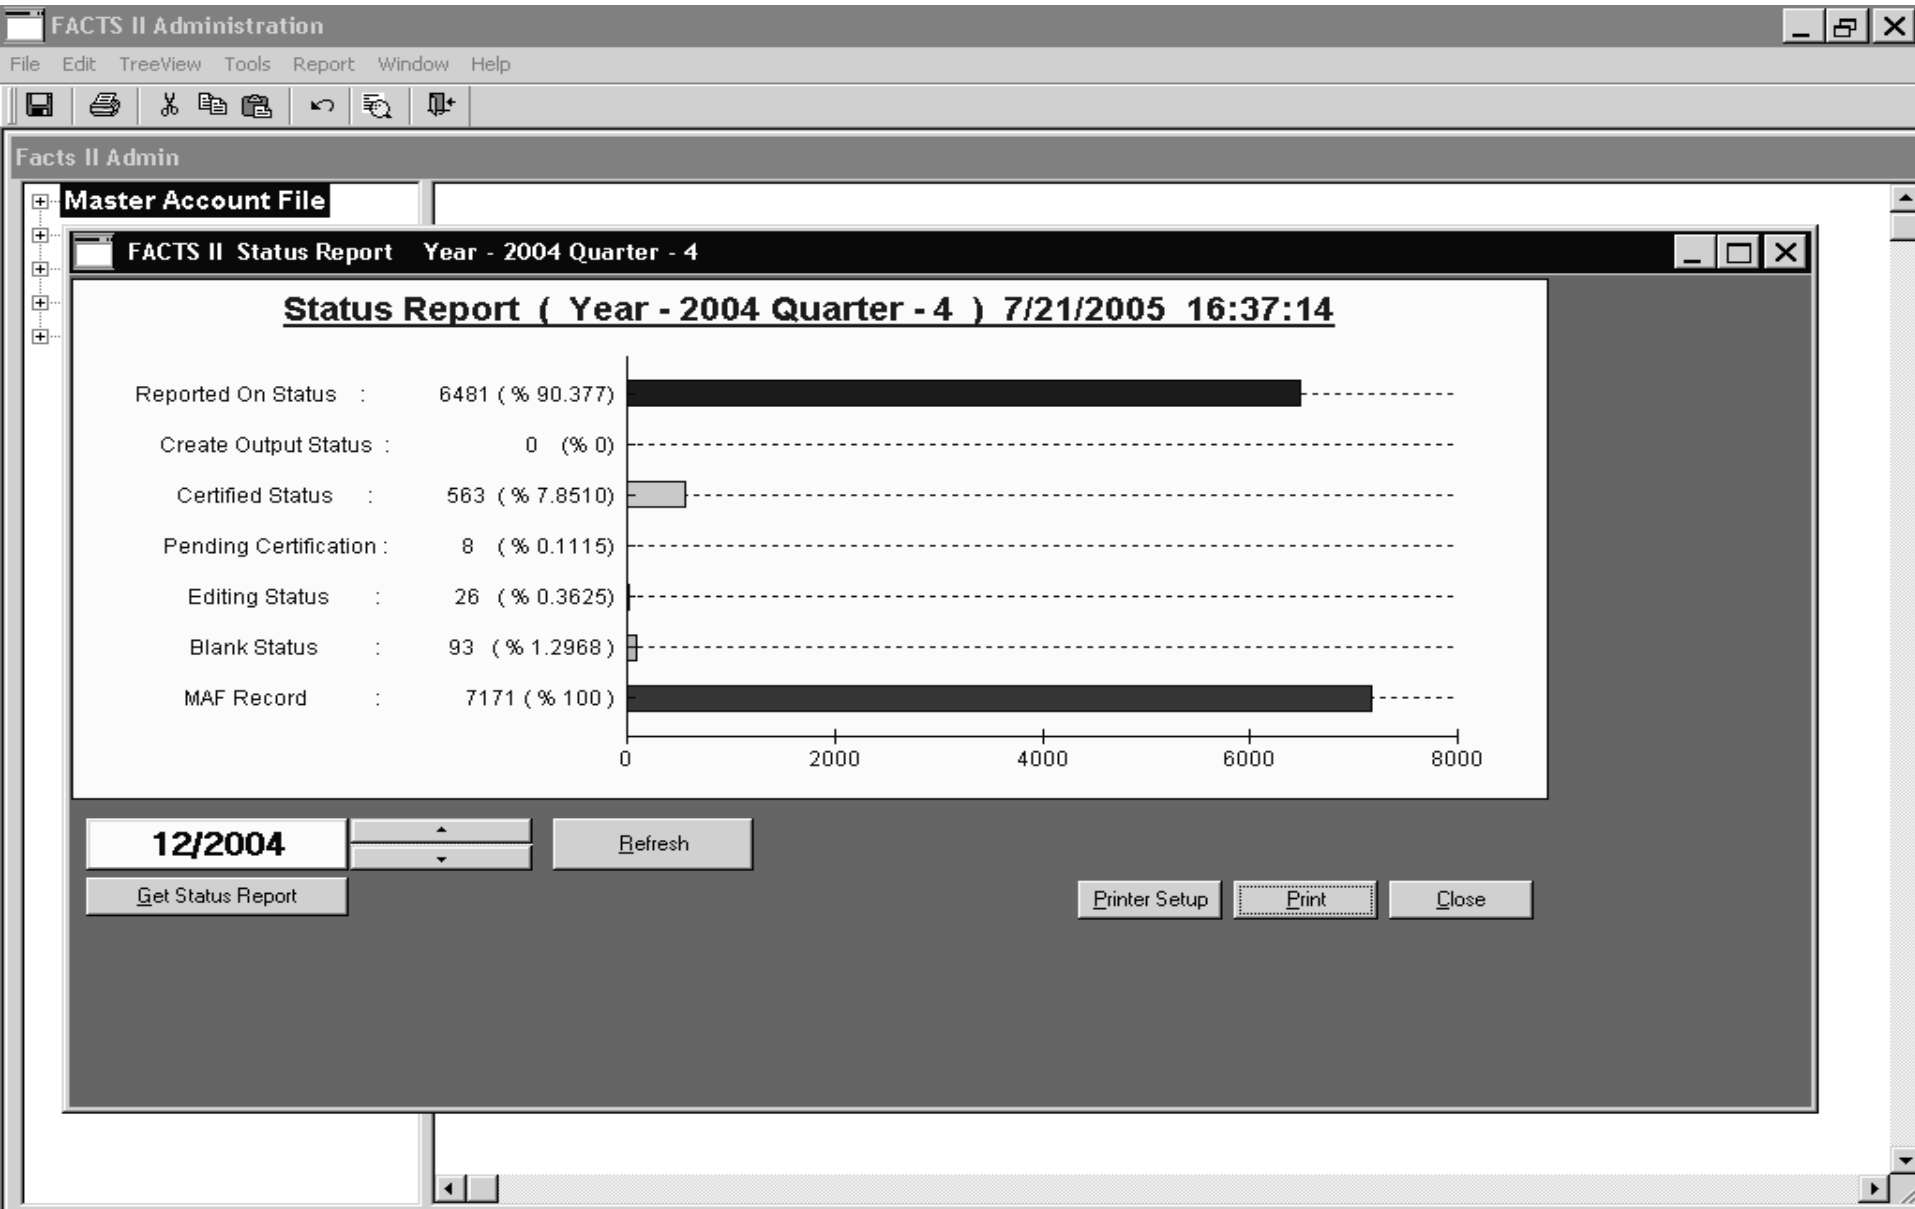 FACTS II Administration
File Edit TreeView Tools Report Window Help
Facts II Admin
Master Account File
FACTS II Status Report Year - 2004 Quarter - 4
Status Report ( Year - 2004 Quarter - 4 ) 7/21/2005 16:37:14
Reported On Status : 6481 ( % 90.377)
Create Output Status : 0 (% 0)
Certified Status : 563 ( % 7.8510)
Pending Certification : 8 ( % 0.1115)
Editing Status : 26 ( % 0.3625)
Blank Status : 93 ( % 1.2968 )
MAF Record : 7171 ( % 100 )
0 2000 4000 6000 8000
12/2004
Refresh
Get Status Report
Printer Setup Print Close